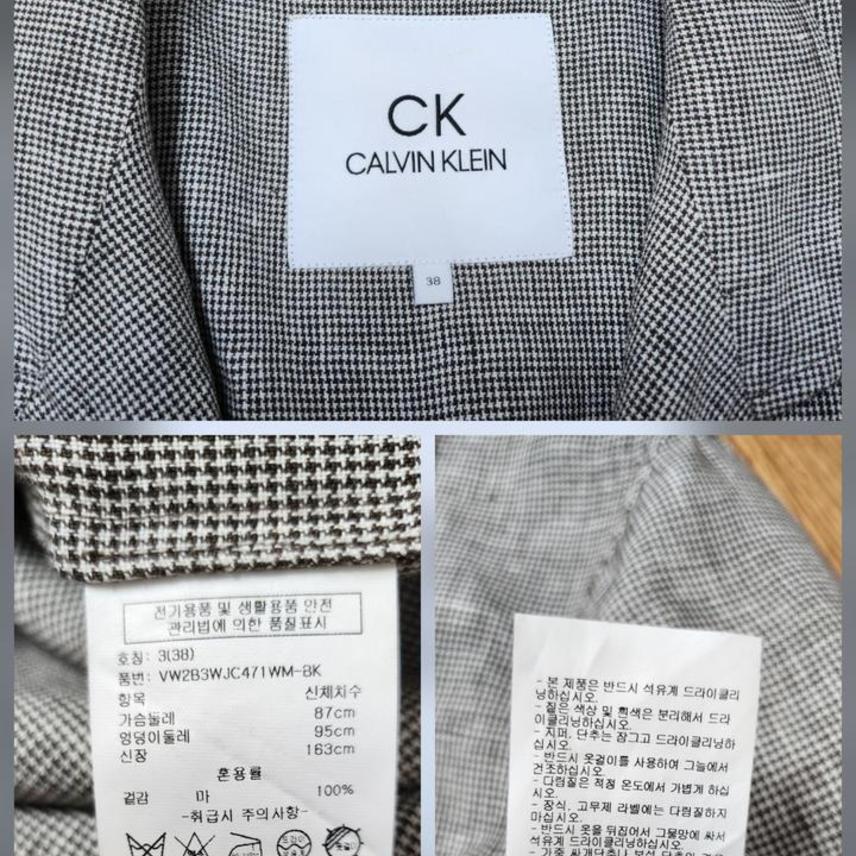 CK
CALVIN KLEIN
38
전기용품 및 생활용품 안전
관리법에 의한 품질표시
호칭: 3(38)
품번: VW2B3WJC471WM-BK
항목 신체치수
가슴둘레 87cm
엉덩이둘레 95cm
신장 163cm
혼용률
겉감 마 100%
-취급시 주의사항-
드라이
- 본 제품은 반드시 석유계 드라이클리
닝하십시오.
- 짙은 색상 및 흰색은 분리해서 드라
이클리닝하십시오.
- 지퍼, 단추는 잠그고 드라이클리닝하
십시오.
- 반드시 옷걸이를 사용하여 그늘에서
건조하십시오.
- 다림질은 적정 온도에서 가볍게 하십
시오.
- 장식, 고무제 라벨에는 다림질하지
마십시오.
- 반드시 옷을 뒤집어서 그물망에 싸서
석유계 드라이클리닝하십시오.